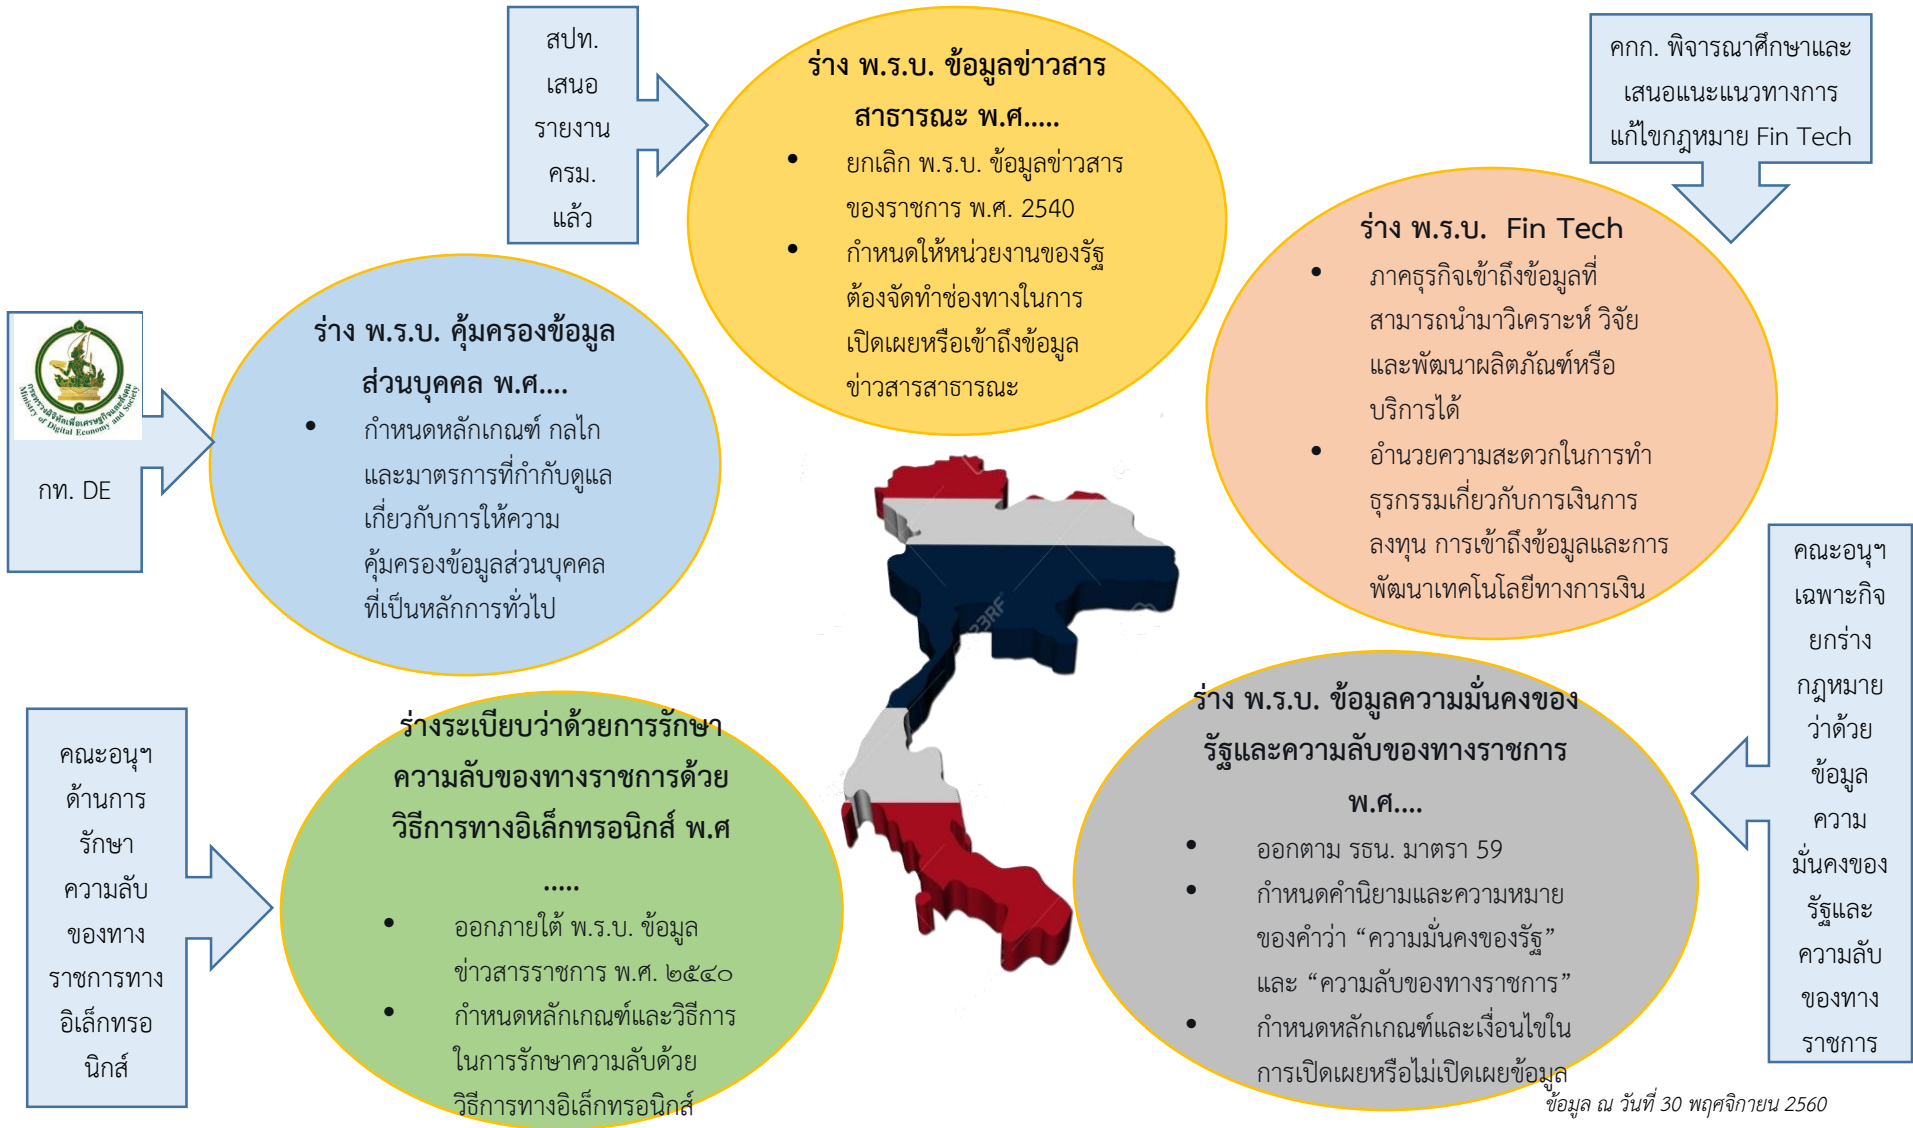 สปท.
เสนอ
รายงาน
ครม.
แล้ว
ร่าง พ.ร.บ. ข้อมูลข่าวสาร
สาธารณะ พ.ศ.....
• ยกเลิก พ.ร.บ. ข้อมูลข่าวสาร
ของราชการ พ.ศ. 2540
• กำหนดให้หน่วยงานของรัฐ
ต้องจัดทำช่องทางในการ
เปิดเผยหรือเข้าถึงข้อมูล
ข่าวสารสาธารณะ
คกก. พิจารณาศึกษาและ
เสนอแนะแนวทางการ
แก้ไขกฎหมาย Fin Tech
ร่าง พ.ร.บ. Fin Tech
• ภาคธุรกิจเข้าถึงข้อมูลที่
สามารถนำมาวิเคราะห์ วิจัย
และพัฒนาผลิตภัณฑ์หรือ
บริการได้
• อำนวยความสะดวกในการทำ
ธุรกรรมเกี่ยวกับการเงินการ
ลงทุน การเข้าถึงข้อมูลและการ
พัฒนาเทคโนโลยีทางการเงิน
กระทรวงดิจิทัลเพื่อเศรษฐกิจและสังคม
Ministry of Digital Economy and Society
กท. DE
ร่าง พ.ร.บ. คุ้มครองข้อมูล
ส่วนบุคคล พ.ศ....
• กำหนดหลักเกณฑ์ กลไก
และมาตรการที่กำกับดูแล
เกี่ยวกับการให้ความ
คุ้มครองข้อมูลส่วนบุคคล
ที่เป็นหลักการทั่วไป
123RF
คณะอนุฯ
ด้านการ
รักษา
ความลับ
ของทาง
ราชการทาง
อิเล็กทรอ
นิกส์
ร่างระเบียบว่าด้วยการรักษา
ความลับของทางราชการด้วย
วิธีการทางอิเล็กทรอนิกส์ พ.ศ
.....
• ออกภายใต้ พ.ร.บ. ข้อมูล
ข่าวสารราชการ พ.ศ. ๒๕๔๐
• กำหนดหลักเกณฑ์และวิธีการ
ในการรักษาความลับด้วย
วิธีการทางอิเล็กทรอนิกส์
ร่าง พ.ร.บ. ข้อมูลความมั่นคงของ
รัฐและความลับของทางราชการ
พ.ศ....
• ออกตาม รธน. มาตรา 59
• กำหนดคำนิยามและความหมาย
ของคำว่า “ความมั่นคงของรัฐ”
และ “ความลับของทางราชการ”
• กำหนดหลักเกณฑ์และเงื่อนไขใน
การเปิดเผยหรือไม่เปิดเผยข้อมูล
คณะอนุฯ
เฉพาะกิจ
ยกร่าง
กฎหมาย
ว่าด้วย
ข้อมูล
ความ
มั่นคงของ
รัฐและ
ความลับ
ของทาง
ราชการ
ข้อมูล ณ วันที่ 30 พฤศจิกายน 2560